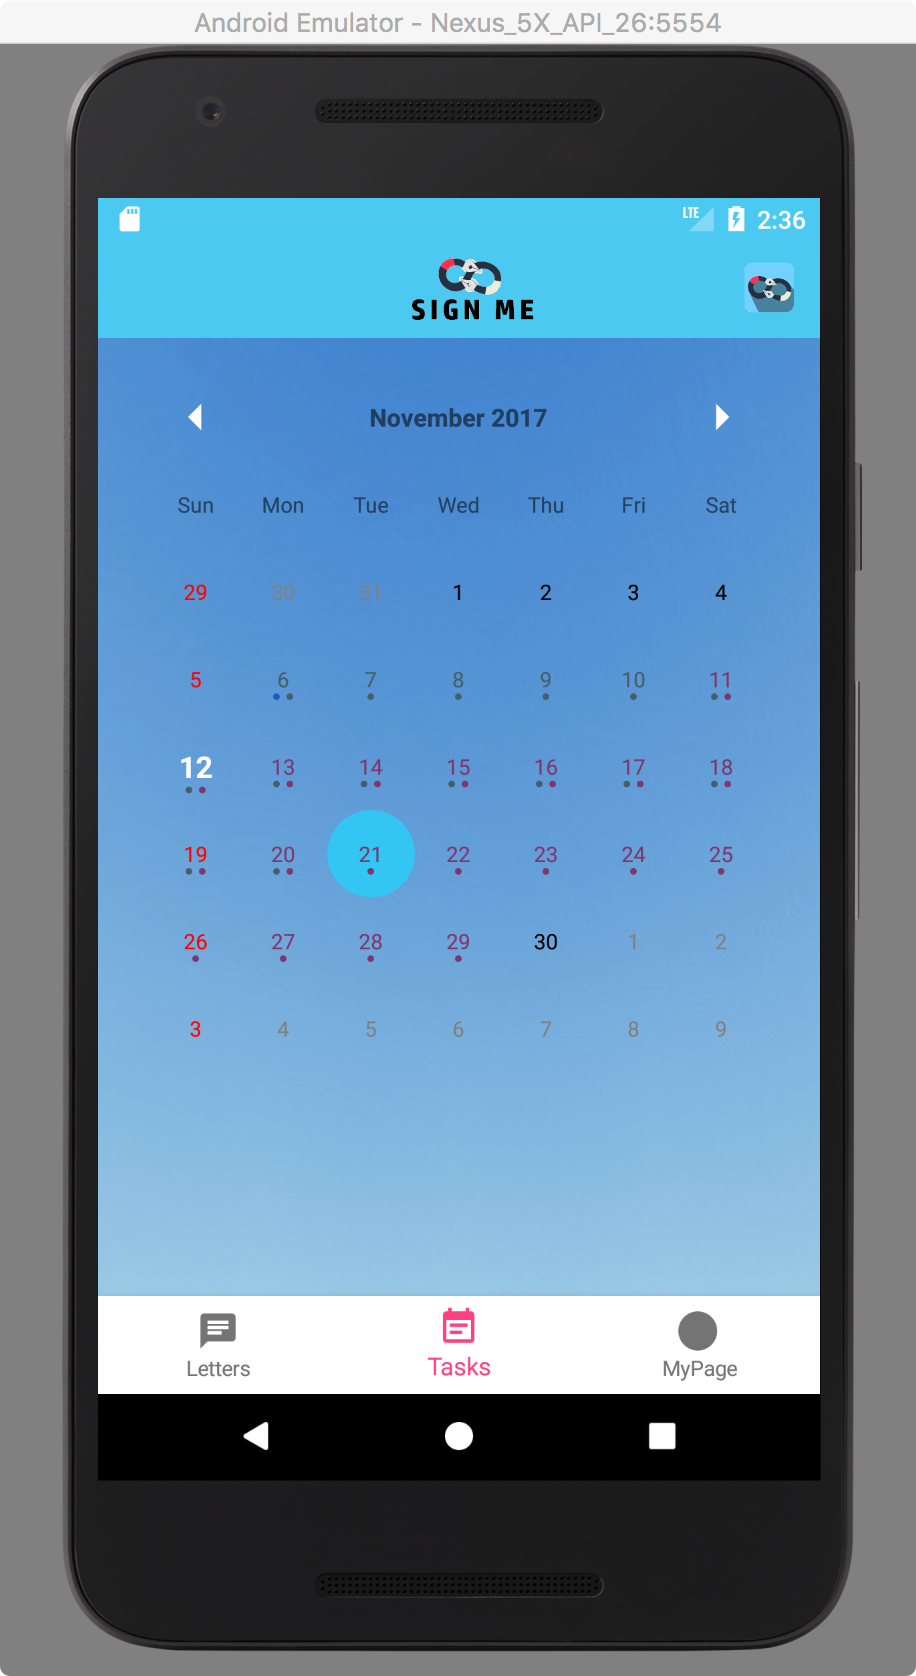 Android Emulator - Nexus_5X_API_26:5554
LTE 2:36
SIGN ME
November 2017
Sun Mon Tue Wed Thu Fri Sat
29 30 31 1 2 3 4
5 6 7 8 9 10 11
12 13 14 15 16 17 18
19 20 21 22 23 24 25
26 27 28 29 30 1 2
3 4 5 6 7 8 9
Letters Tasks MyPage